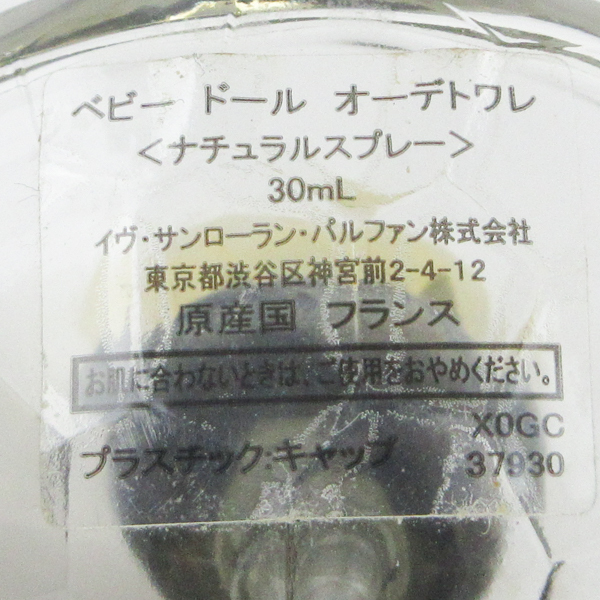 ベビー ドール オーデトワレ
<ナチュラルスプレー>
30mL
イヴ・サンローラン・パルファン株式会社
東京都渋谷区神宮前2-4-12
原産国 フランス
お肌に合わないときは、ご使用をおやめください。
X0GC
プラスチック:キャップ 37930